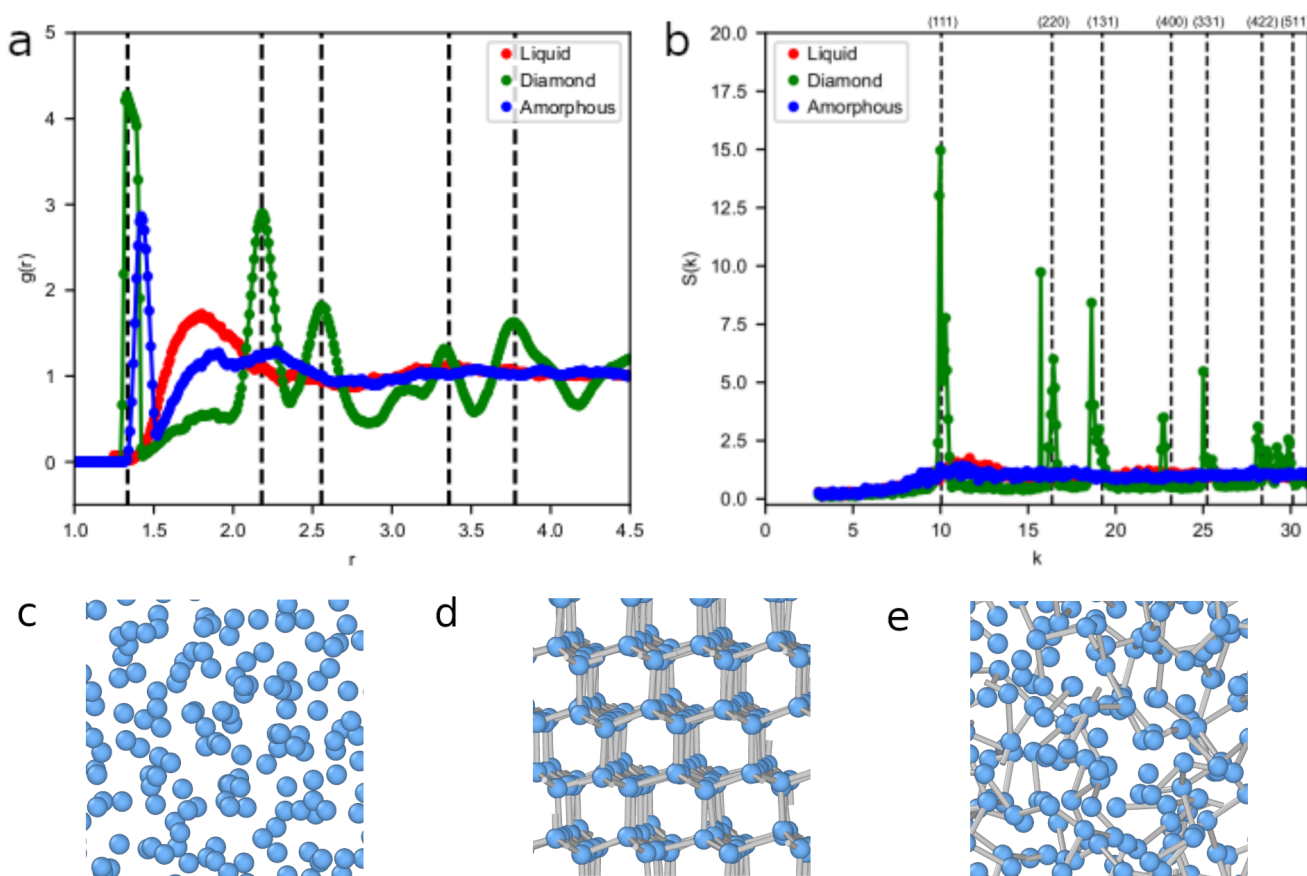 a
5
4
3
2
1
0
g(r)
1.0 1.5 2.0 2.5 3.0 3.5 4.0 4.5
r
Liquid
Diamond
Amorphous
b
(111) (220) (131) (400) (331) (422) (511
20.0
17.5
15.0
12.5
10.0
7.5
5.0
2.5
0.0
S(k)
0 5 10 15 20 25 30
k
Liquid
Diamond
Amorphous
c
d
e